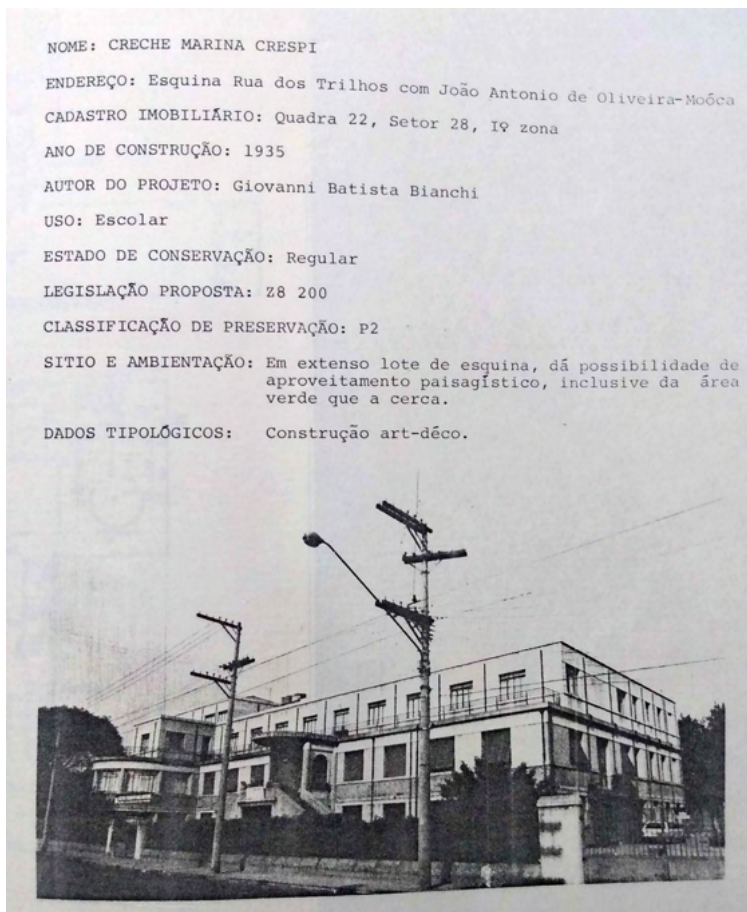 NOME: CRECHE MARINA CRESPI
ENDEREÇO: Esquina Rua dos Trilhos com João Antonio de Oliveira-Moóca
CADASTRO IMOBILIÁRIO: Quadra 22, Setor 28, Iº zona
ANO DE CONSTRUÇÃO: 1935
AUTOR DO PROJETO: Giovanni Batista Bianchi
USO: Escolar
ESTADO DE CONSERVAÇÃO: Regular
LEGISLAÇÃO PROPOSTA: Z8 200
CLASSIFICAÇÃO DE PRESERVAÇÃO: P2
SITIO E AMBIENTAÇÃO: Em extenso lote de esquina, dá possibilidade de
aproveitamento paisagístico, inclusive da área
verde que a cerca.
DADOS TIPOLÓGICOS: Construção art-déco.